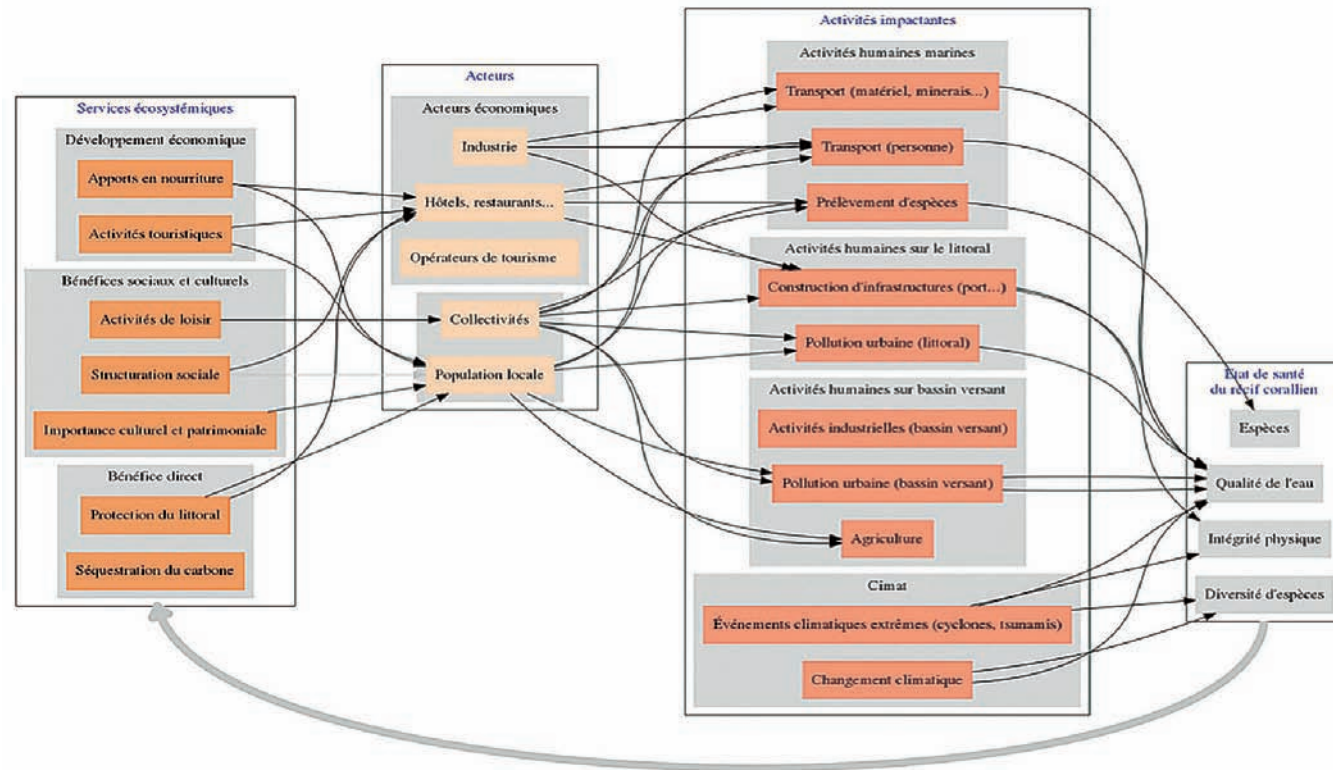 Services écosystémiques
Développement économique
Apports en nourriture
Activités touristiques
Bénéfices sociaux et culturels
Activités de loisir
Structuration sociale
Importance culturel et patrimoniale
Bénéfice direct
Protection du littoral
Séquestration du carbone
Acteurs
Acteurs économiques
Industrie
Hôtels, restaurants...
Opérateurs de tourisme
Collectivités
Population locale
Activités impactantes
Activités humaines marines
Transport (matériel, minerais...)
Transport (personne)
Prélèvement d'espèces
Activités humaines sur le littoral
Construction d'infrastructures (port...)
Pollution urbaine (littoral)
Activités humaines sur bassin versant
Activités industrielles (bassin versant)
Pollution urbaine (bassin versant)
Agriculture
Cimat
Événements climatiques extrêmes (cyclones, tsunamis)
Changement climatique
Etat de santé
du récif corallien
Espèces
Qualité de l'eau
Intégrité physique
Diversité d'espèces